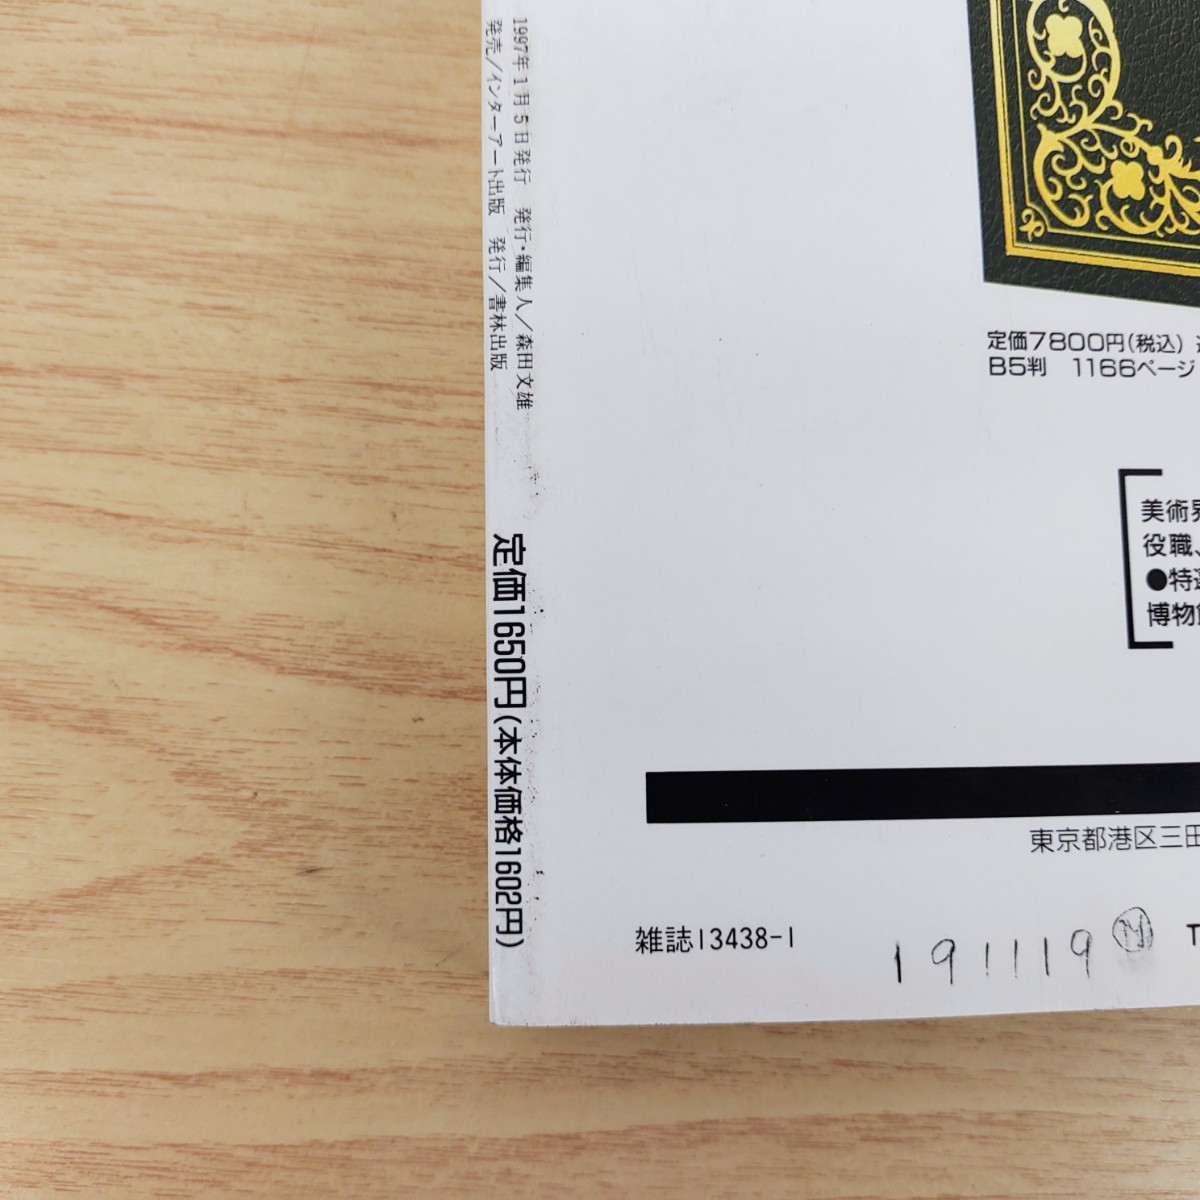 1997年1月5日発行　発行・編集人／森田文雄
発売／インターアート出版　発行／書林出版
定価1650円(本体価格1602円)
定価7800円(税込)
B5判　1166ページ
美術界
役職、
●特選
博物館
東京都港区三田
雑誌13438-1
191119 M
T